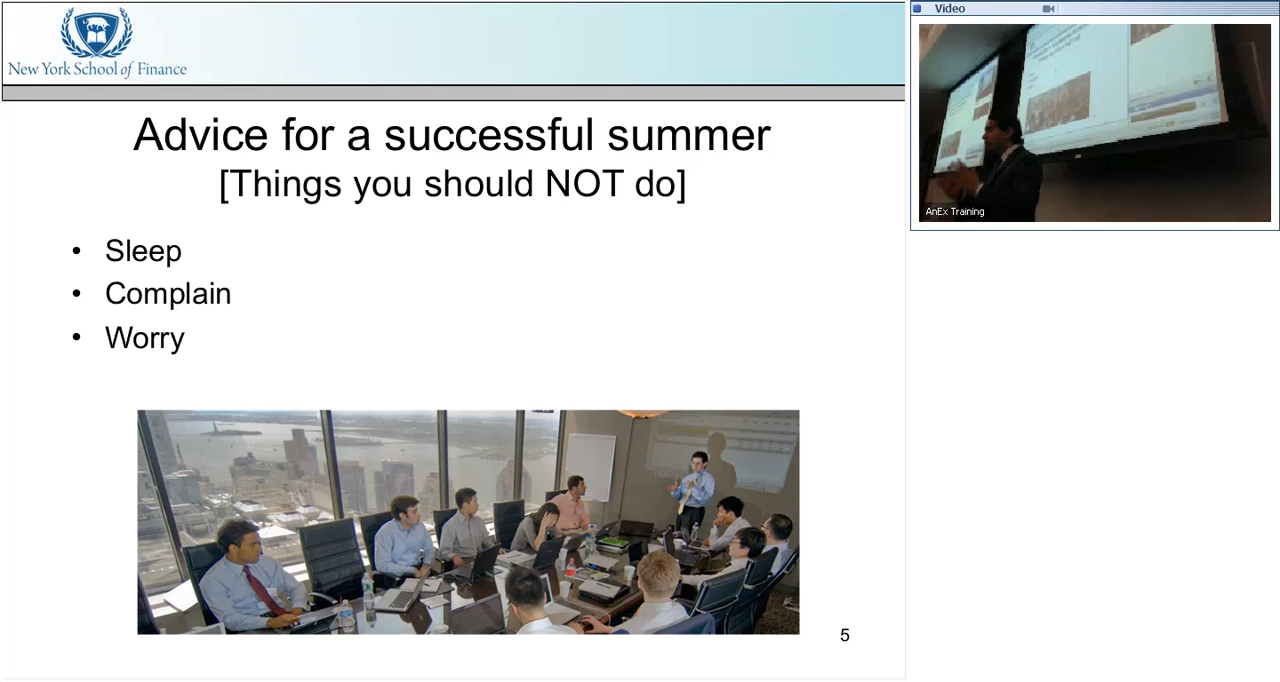 New York School of Finance
Video
AnEx Training
Advice for a successful summer
[Things you should NOT do]
• Sleep
• Complain
• Worry
5